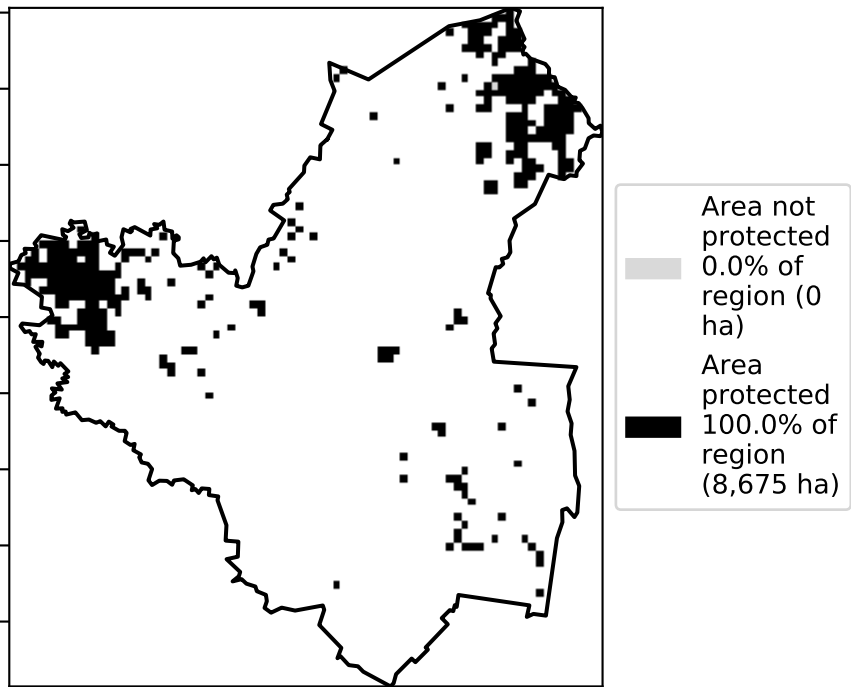 Area not
protected
0.0% of
region (0
ha)
Area
protected
100.0% of
region
(8,675 ha)